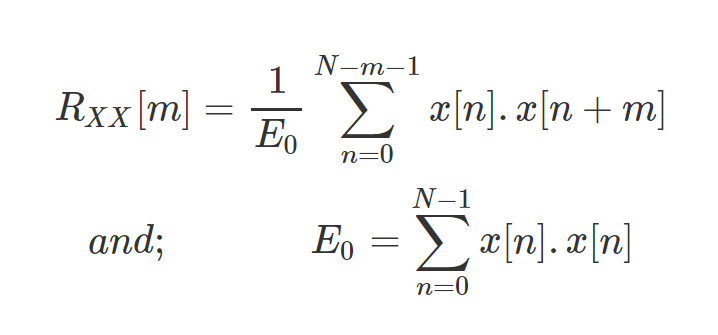 R_{XX}[m] = \frac{1}{E_0} \sum_{n=0}^{N-m-1} x[n].x[n+m]
and; E_0 = \sum_{n=0}^{N-1} x[n].x[n]